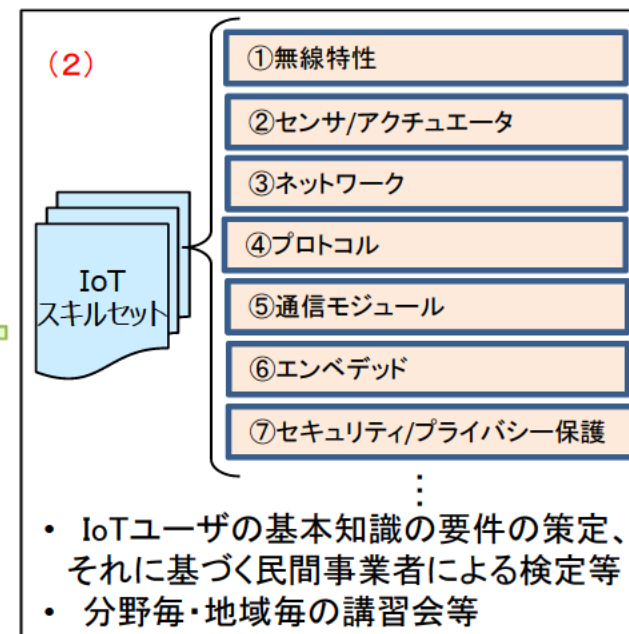 (2)
①無線特性
②センサ/アクチュエータ
③ネットワーク
④プロトコル
⑤通信モジュール
⑥エンベデッド
⑦セキュリティ/プライバシー保護
⋮
IoT
スキルセット
• IoTユーザの基本知識の要件の策定、
それに基づく民間事業者による検定等
• 分野毎・地域毎の講習会等